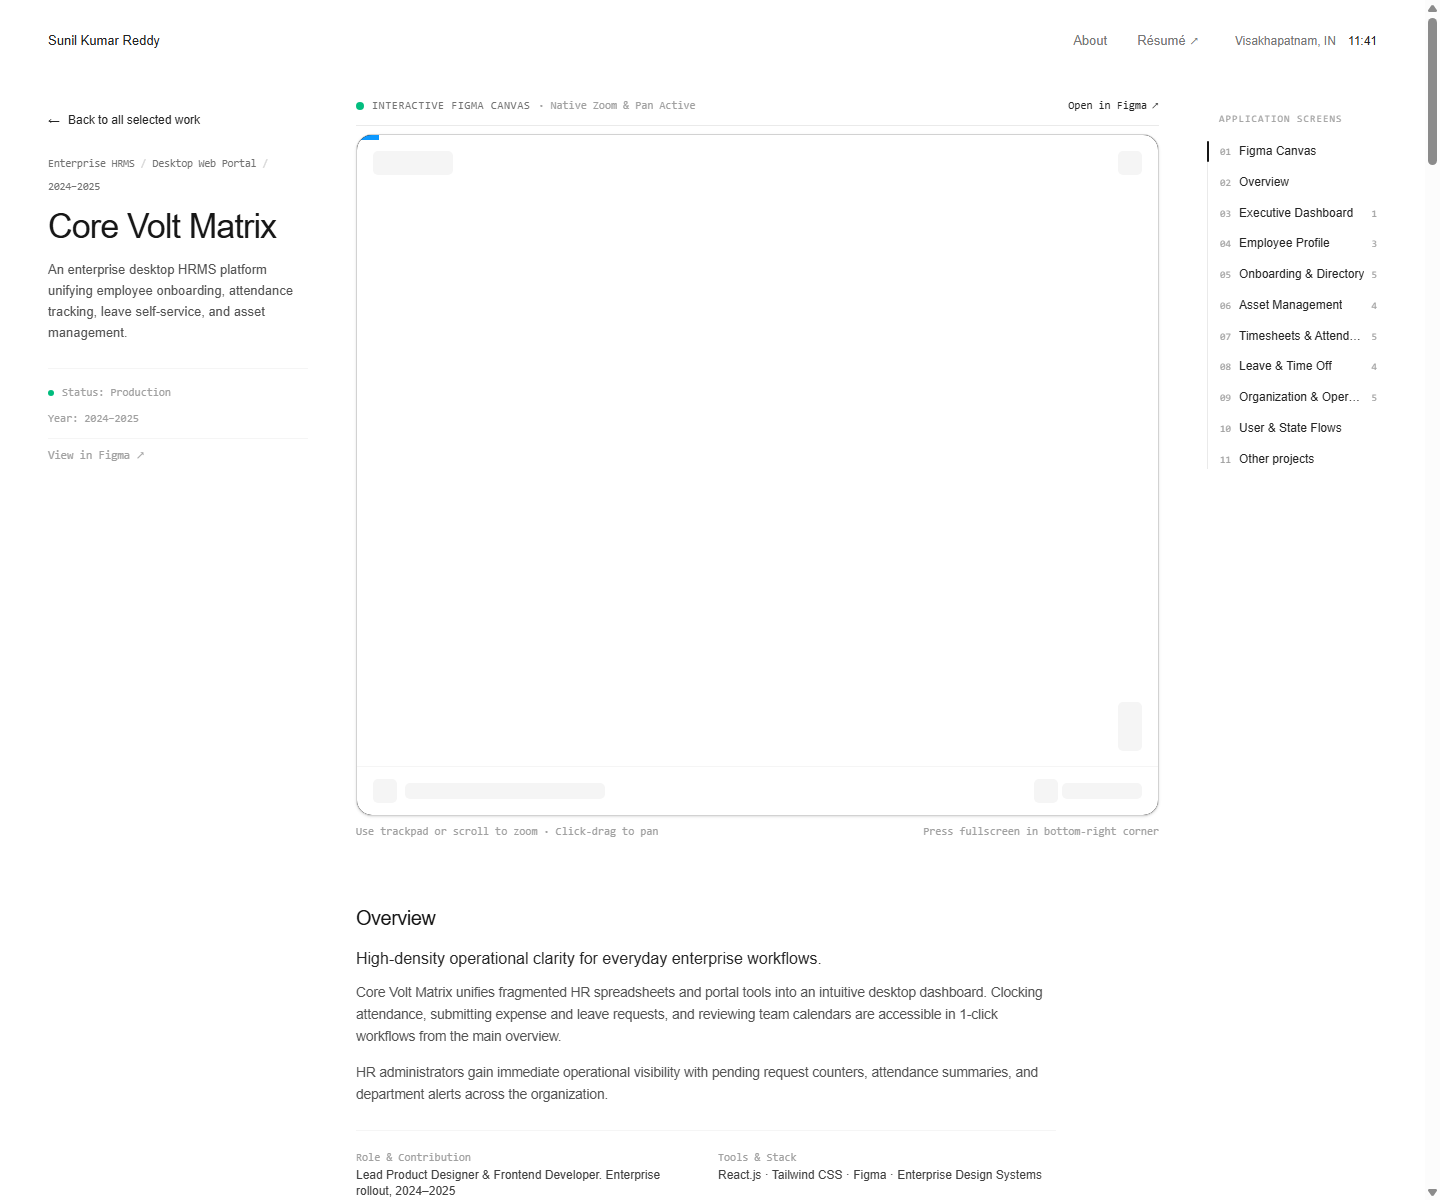 Sunil Kumar Reddy
About
Résumé ↗
Visakhapatnam, IN 11:41
← Back to all selected work
Enterprise HRMS / Desktop Web Portal /
2024–2025
Core Volt Matrix
An enterprise desktop HRMS platform
unifying employee onboarding, attendance
tracking, leave self-service, and asset
management.
Status: Production
Year: 2024–2025
View in Figma ↗
INTERACTIVE FIGMA CANVAS · Native Zoom & Pan Active
Open in Figma ↗
Use trackpad or scroll to zoom · Click-drag to pan
Press fullscreen in bottom-right corner
Overview
High-density operational clarity for everyday enterprise workflows.
Core Volt Matrix unifies fragmented HR spreadsheets and portal tools into an intuitive desktop dashboard. Clocking
attendance, submitting expense and leave requests, and reviewing team calendars are accessible in 1-click
workflows from the main overview.
HR administrators gain immediate operational visibility with pending request counters, attendance summaries, and
department alerts across the organization.
Role & Contribution
Lead Product Designer & Frontend Developer. Enterprise
rollout, 2024–2025
Tools & Stack
React.js · Tailwind CSS · Figma · Enterprise Design Systems
APPLICATION SCREENS
01 Figma Canvas
02 Overview
03 Executive Dashboard 1
04 Employee Profile 3
05 Onboarding & Directory 5
06 Asset Management 4
07 Timesheets & Attend... 5
08 Leave & Time Off 4
09 Organization & Oper... 5
10 User & State Flows
11 Other projects